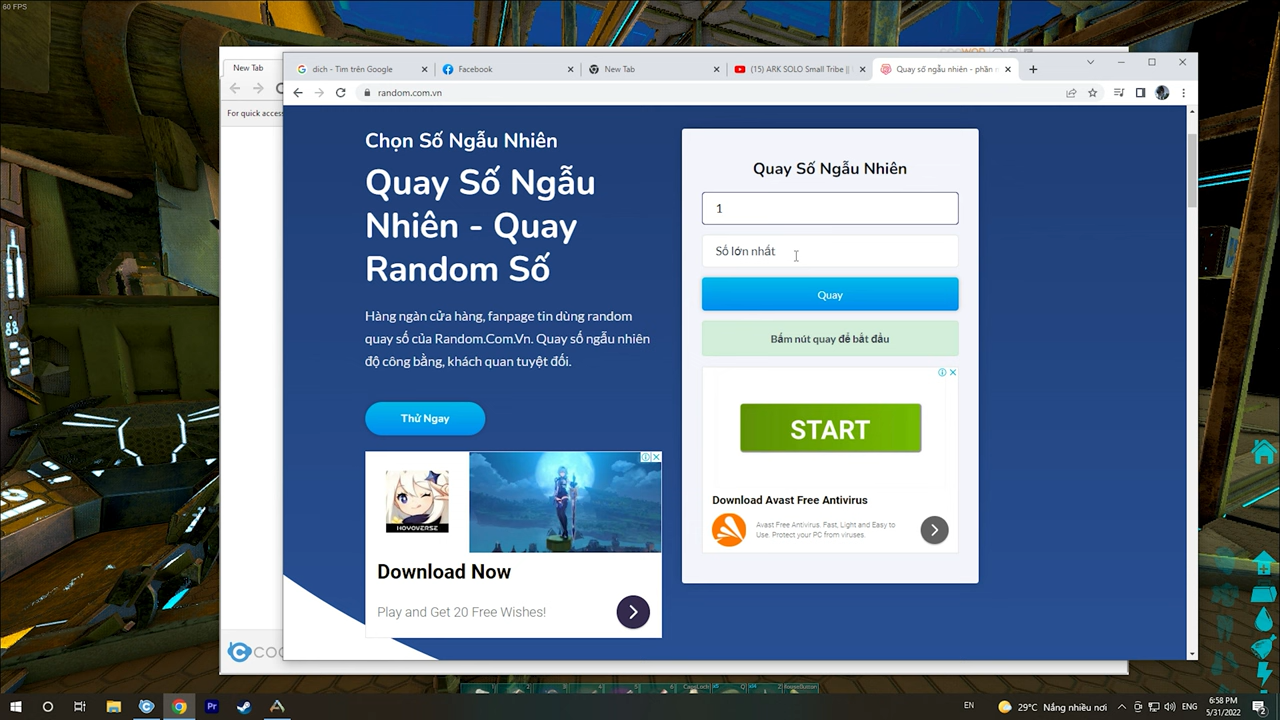 60 FPS
New Tab
For quick access
dich - Tìm trên Google
Facebook
New Tab
(15) ARK SOLO Small Tribe ||
Quay số ngẫu nhiên - phần
random.com.vn
Chọn Số Ngẫu Nhiên
Quay Số Ngẫu
Nhiên - Quay
Random Số
Hàng ngàn cửa hàng, fanpage tin dùng random
quay số của Random.Com.Vn. Quay số ngẫu nhiên
độ công bằng, khách quan tuyệt đối.
Thử Ngay
HOYOVERSE
Download Now
Play and Get 20 Free Wishes!
Quay Số Ngẫu Nhiên
1
Số lớn nhất
Quay
Bấm nút quay để bắt đầu
START
Download Avast Free Antivirus
Avast Free Antivirus. Fast, Light and Easy to
Use. Protect your PC from viruses.
Pr
EN
29°C Nắng nhiều nơi
ENG
6:58 PM
5/31/2022
2